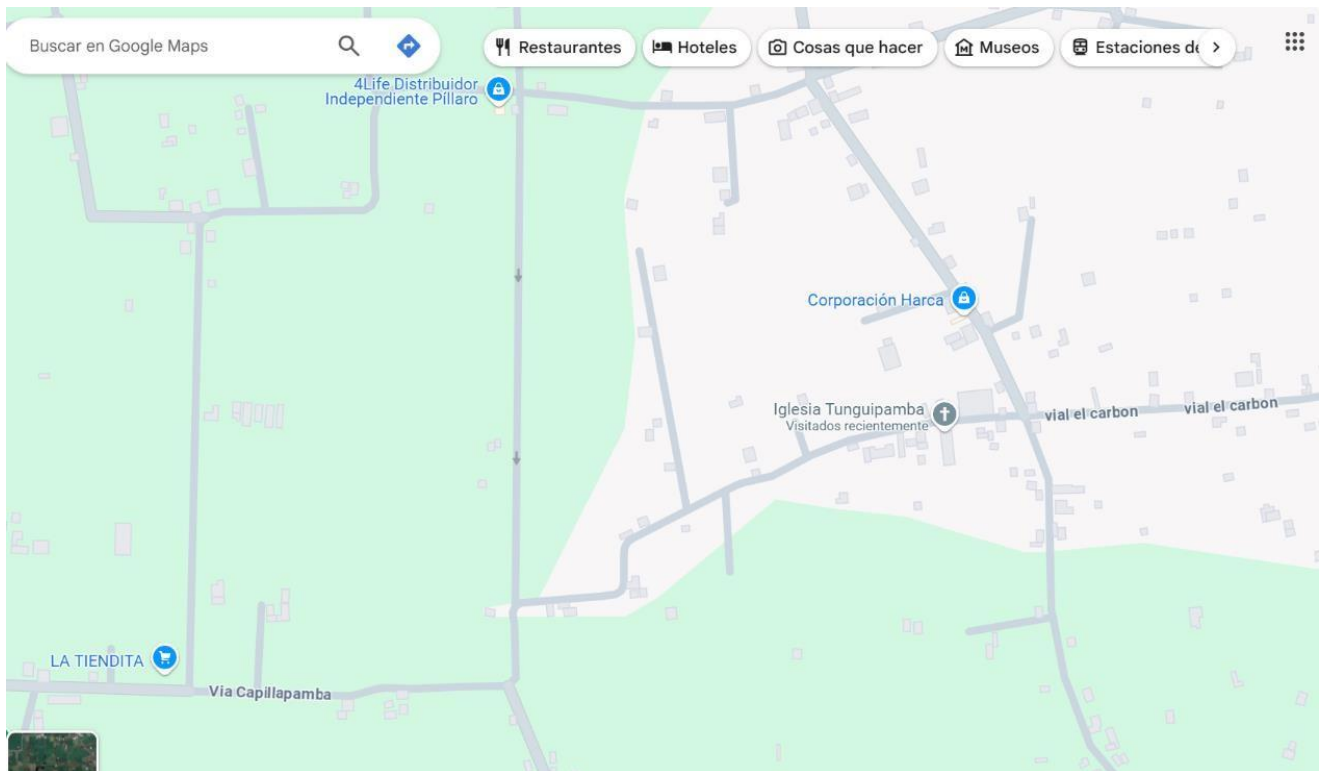 Buscar en Google Maps
Restaurantes
Hoteles
Cosas que hacer
Museos
Estaciones de
4Life Distribuidor
Independiente Píllaro
Corporación Harca
Iglesia Tunguipamba
Visitados recientemente
vial el carbon
vial el carbon
LA TIENDITA
Via Capillapamba